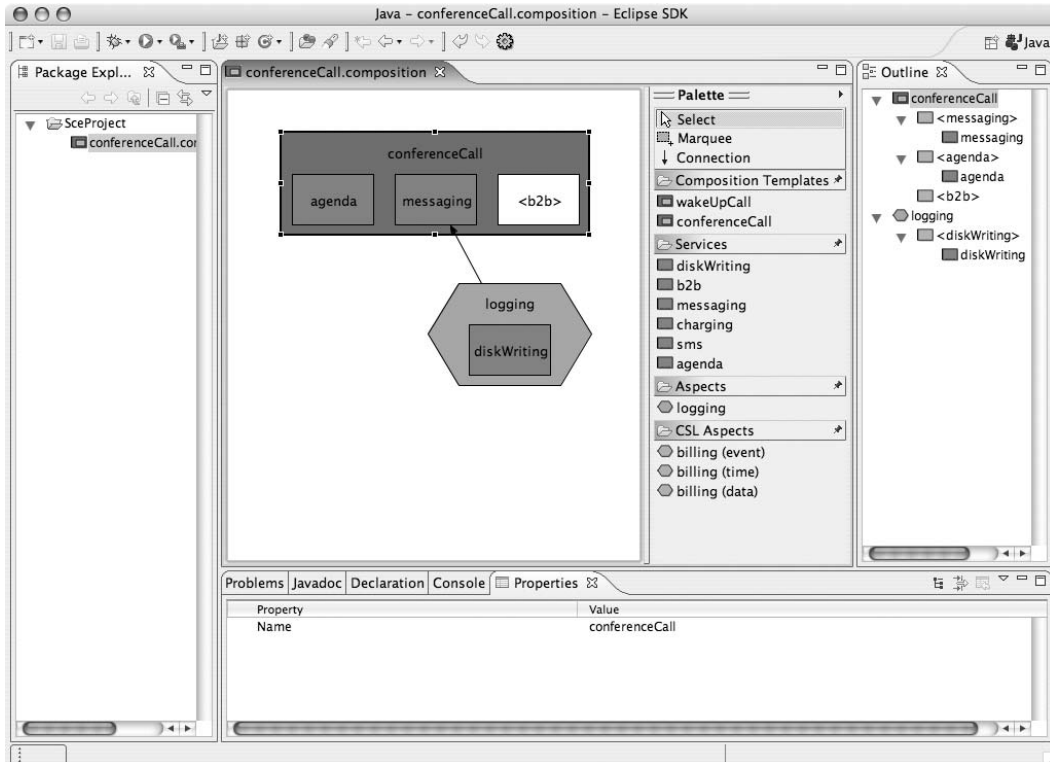 Java – conferenceCall.composition – Eclipse SDK
Java
Package Expl...
SceProject
conferenceCall.cor
conferenceCall.composition
conferenceCall
agenda
messaging
<b2b>
logging
diskWriting
Palette
Select
Marquee
Connection
Composition Templates
wakeUpCall
conferenceCall
Services
diskWriting
b2b
messaging
charging
sms
agenda
Aspects
logging
CSL Aspects
billing (event)
billing (time)
billing (data)
Outline
conferenceCall
<messaging>
messaging
<agenda>
agenda
<b2b>
logging
<diskWriting>
diskWriting
Problems Javadoc Declaration Console Properties
Property Value
Name conferenceCall